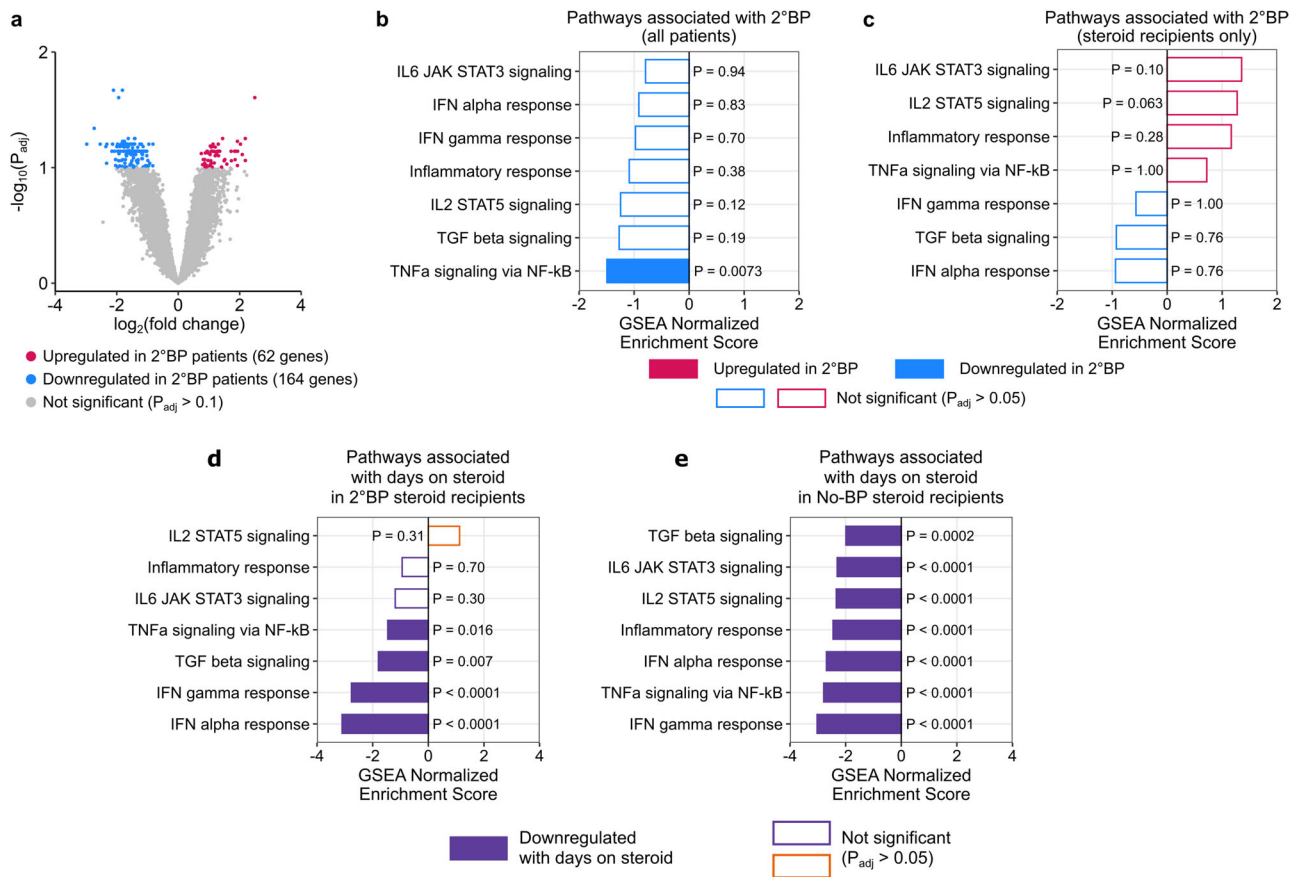 a
2
1
0
-4
-2
0
2
4
-log10(Padj)
log2(fold change)
Upregulated in 2°BP patients (62 genes)
Downregulated in 2°BP patients (164 genes)
Not significant (Padj > 0.1)
b
Pathways associated with 2°BP
(all patients)
IL6 JAK STAT3 signaling
P = 0.94
IFN alpha response
P = 0.83
IFN gamma response
P = 0.70
Inflammatory response
P = 0.38
IL2 STAT5 signaling
P = 0.12
TGF beta signaling
P = 0.19
TNFa signaling via NF-kB
P = 0.0073
-2
-1
0
1
2
GSEA Normalized
Enrichment Score
c
Pathways associated with 2°BP
(steroid recipients only)
IL6 JAK STAT3 signaling
P = 0.10
IL2 STAT5 signaling
P = 0.063
Inflammatory response
P = 0.28
TNFa signaling via NF-kB
P = 1.00
IFN gamma response
P = 1.00
TGF beta signaling
P = 0.76
IFN alpha response
P = 0.76
-2
-1
0
1
2
GSEA Normalized
Enrichment Score
Upregulated in 2°BP
Downregulated in 2°BP
Not significant (Padj > 0.05)
d
Pathways associated
with days on steroid
in 2°BP steroid recipients
IL2 STAT5 signaling
P = 0.31
Inflammatory response
P = 0.70
IL6 JAK STAT3 signaling
P = 0.30
TNFa signaling via NF-kB
P = 0.016
TGF beta signaling
P = 0.007
IFN gamma response
P < 0.0001
IFN alpha response
P < 0.0001
-4
-2
0
2
4
GSEA Normalized
Enrichment Score
e
Pathways associated
with days on steroid
in No-BP steroid recipients
TGF beta signaling
P = 0.0002
IL6 JAK STAT3 signaling
P < 0.0001
IL2 STAT5 signaling
P < 0.0001
Inflammatory response
P < 0.0001
IFN alpha response
P < 0.0001
TNFa signaling via NF-kB
P < 0.0001
IFN gamma response
P < 0.0001
-4
-2
0
2
4
GSEA Normalized
Enrichment Score
Downregulated
with days on steroid
Not significant
(Padj > 0.05)